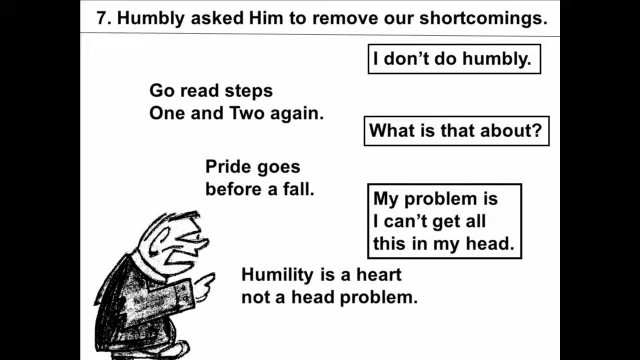 7. Humbly asked Him to remove our shortcomings.
I don't do humbly.
Go read steps
One and Two again.
What is that about?
Pride goes
before a fall.
My problem is
I can't get all
this in my head.
Humility is a heart
not a head problem.